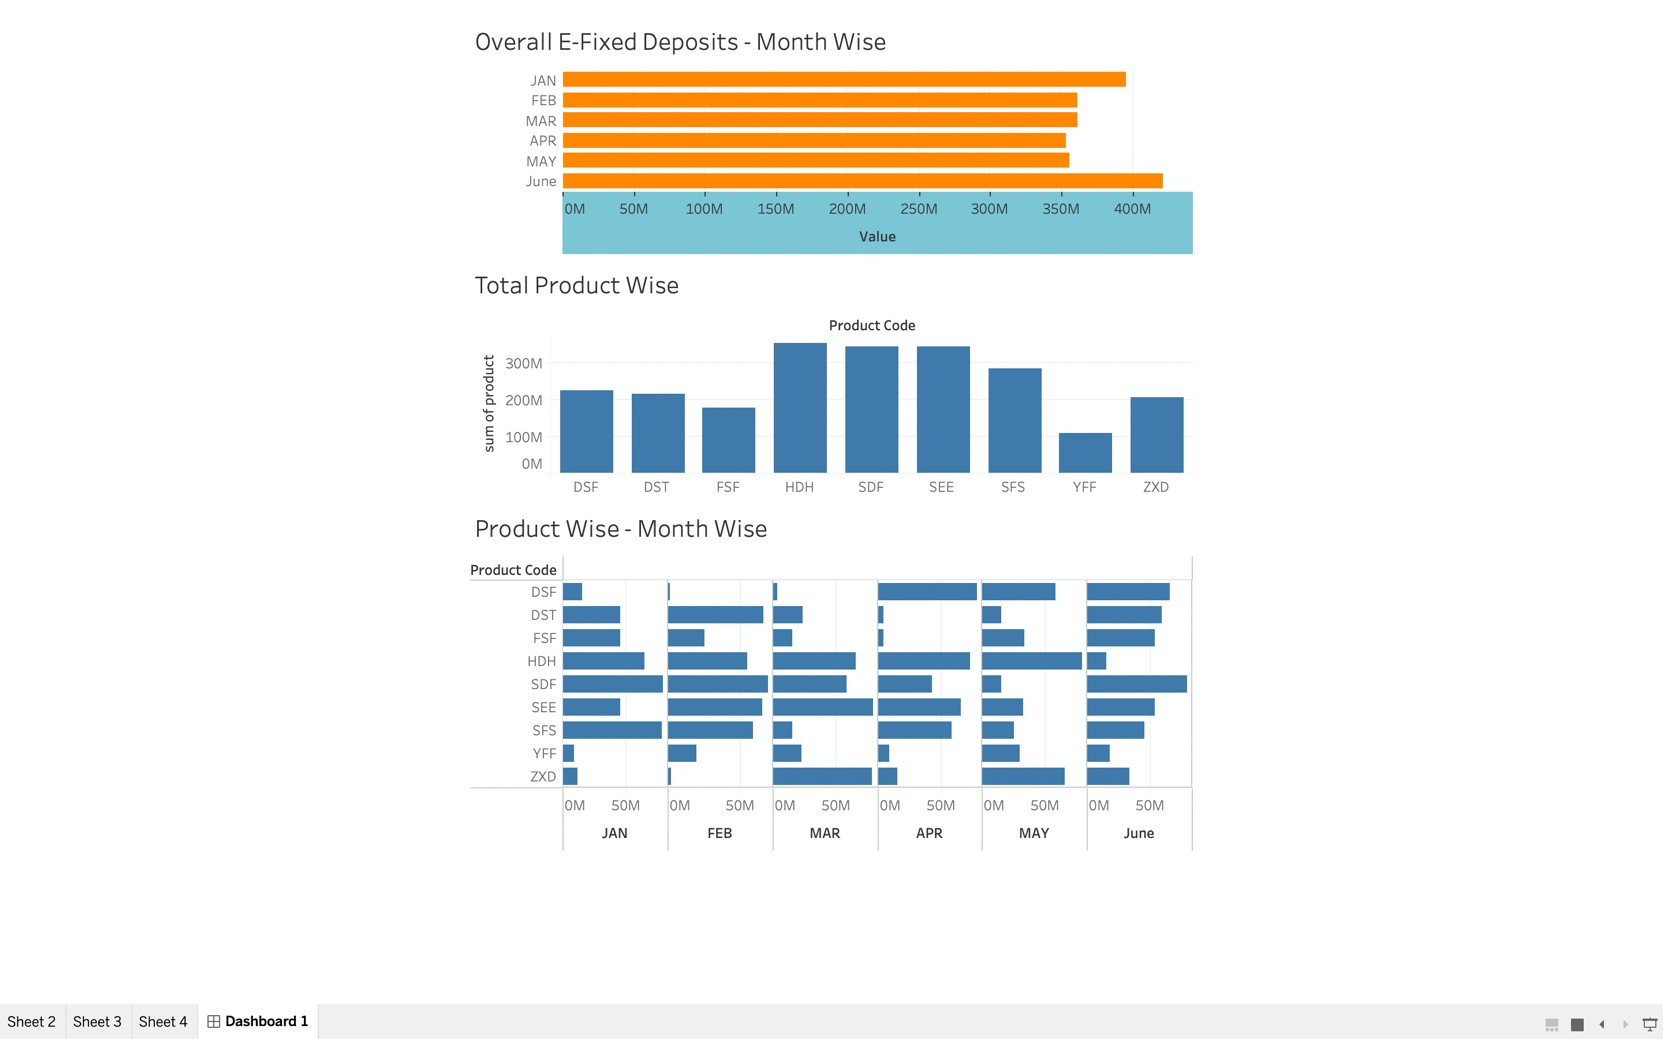 Overall E-Fixed Deposits - Month Wise
JAN
FEB
MAR
APR
MAY
June
0M 50M 100M 150M 200M 250M 300M 350M 400M
Value
Total Product Wise
Product Code
sum of product
300M
200M
100M
0M
DSF DST FSF HDH SDF SEE SFS YFF ZXD
Product Wise - Month Wise
Product Code
DSF
DST
FSF
HDH
SDF
SEE
SFS
YFF
ZXD
0M 50M 0M 50M 0M 50M 0M 50M 0M 50M 0M 50M
JAN FEB MAR APR MAY June
Sheet 2 Sheet 3 Sheet 4 Dashboard 1